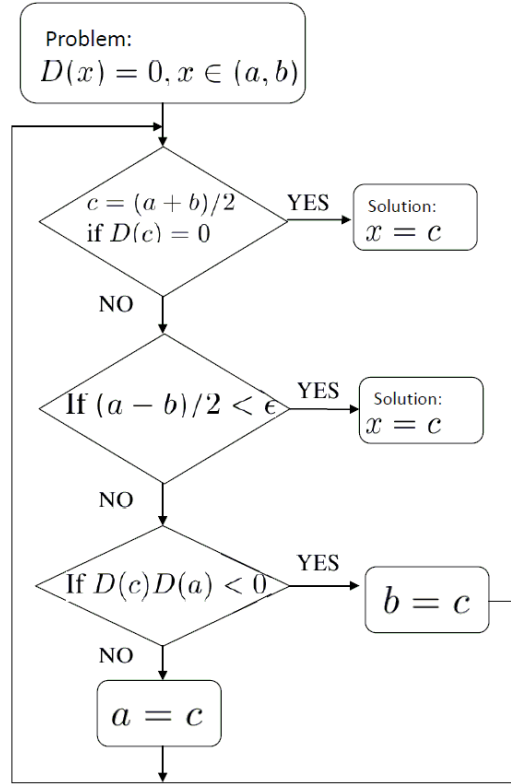 Problem:
D(x) = 0, x ∈ (a, b)
c = (a + b)/2
if D(c) = 0
YES
Solution:
x = c
NO
If (a − b)/2 < ϵ
YES
Solution:
x = c
NO
If D(c)D(a) < 0
YES
b = c
NO
a = c